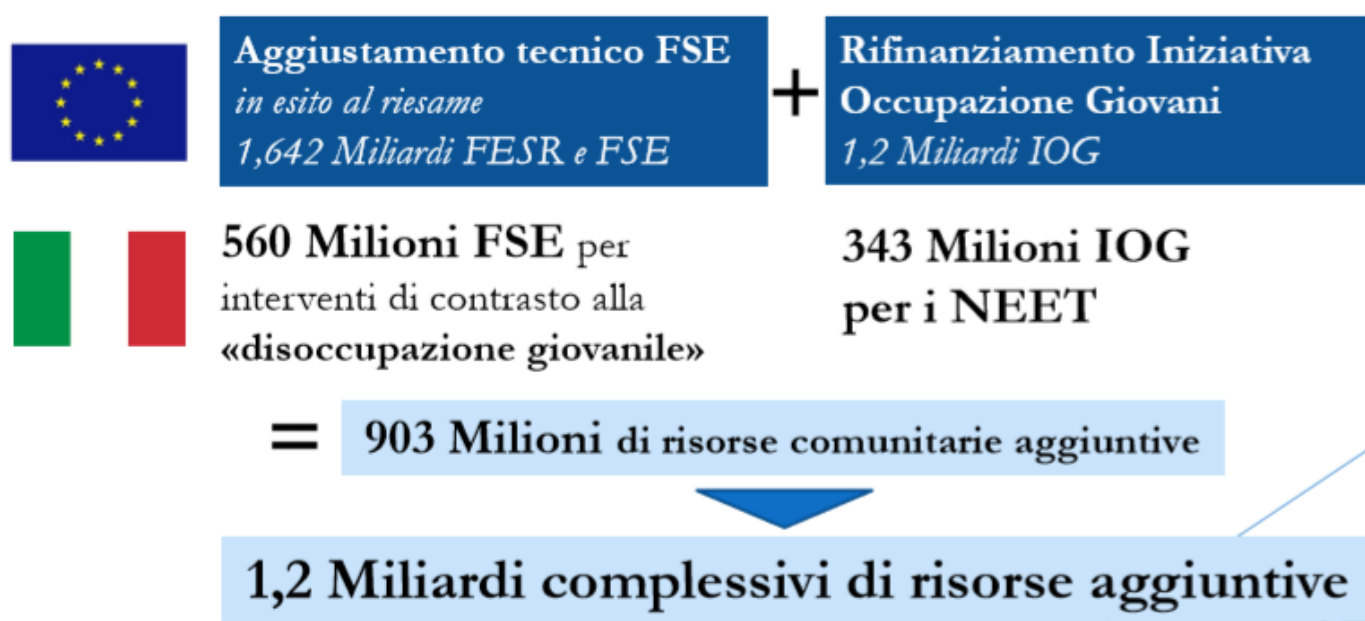 Aggiustamento tecnico FSE
in esito al riesame
1,642 Miliardi FESR e FSE
+
Rifinanziamento Iniziativa
Occupazione Giovani
1,2 Miliardi IOG
560 Milioni FSE per
interventi di contrasto alla
«disoccupazione giovanile»
343 Milioni IOG
per i NEET
= 903 Milioni di risorse comunitarie aggiuntive
1,2 Miliardi complessivi di risorse aggiuntive